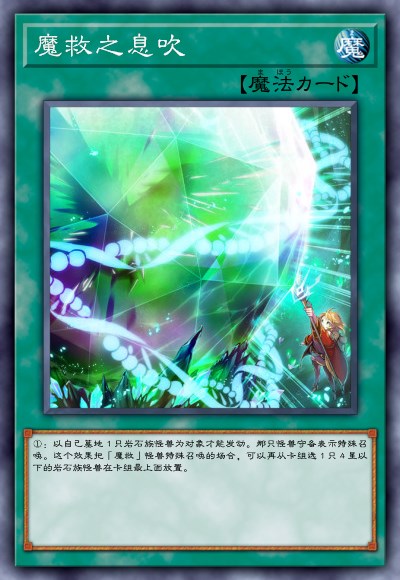 魔救之息吹
魔
【魔法カード】
ま ほう
①：以自己墓地1只岩石族怪兽为对象才能发动。那只怪兽守备表示特殊召
唤。这个效果把「魔救」怪兽特殊召唤的场合，可以再从卡组选1只4星以
下的岩石族怪兽在卡组最上面放置。